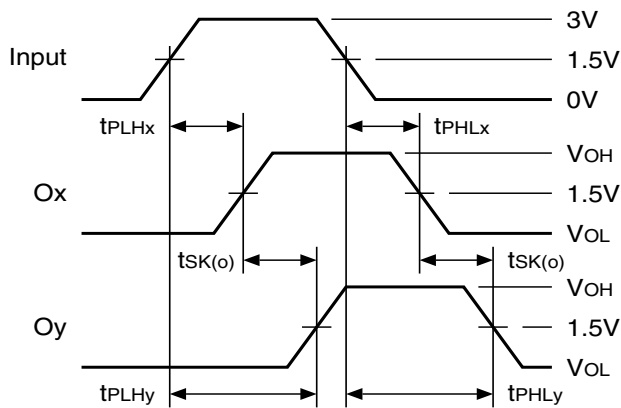 3V
Input
1.5V
0V
tPLHx
tPHLx
VOH
Ox
1.5V
VOL
tSK(o)
tSK(o)
VOH
Oy
1.5V
VOL
tPLHy
tPHLy